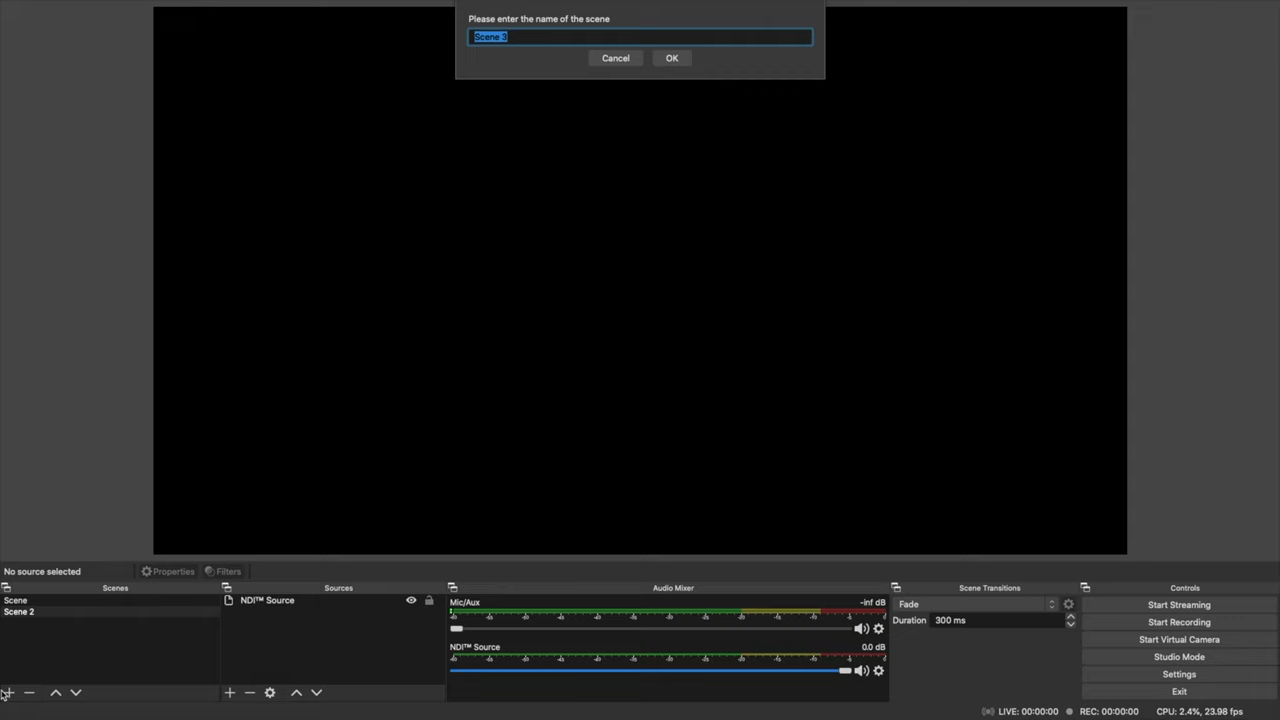 Please enter the name of the scene
Scene 3
Cancel OK
No source selected Properties Filters
Scenes Sources Audio Mixer Scene Transitions Controls
Scene
Scene 2
NDI™ Source
Mic/Aux -inf dB
NDI™ Source 0.0 dB
Fade
Duration 300 ms
Start Streaming
Start Recording
Start Virtual Camera
Studio Mode
Settings
Exit
LIVE: 00:00:00 REC: 00:00:00 CPU: 2.4%, 23.98 fps